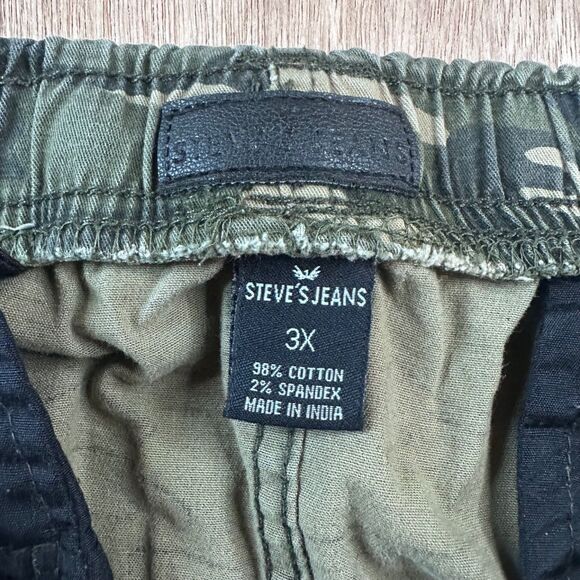 STEVE'S JEANS
3X
98% COTTON
2% SPANDEX
MADE IN INDIA